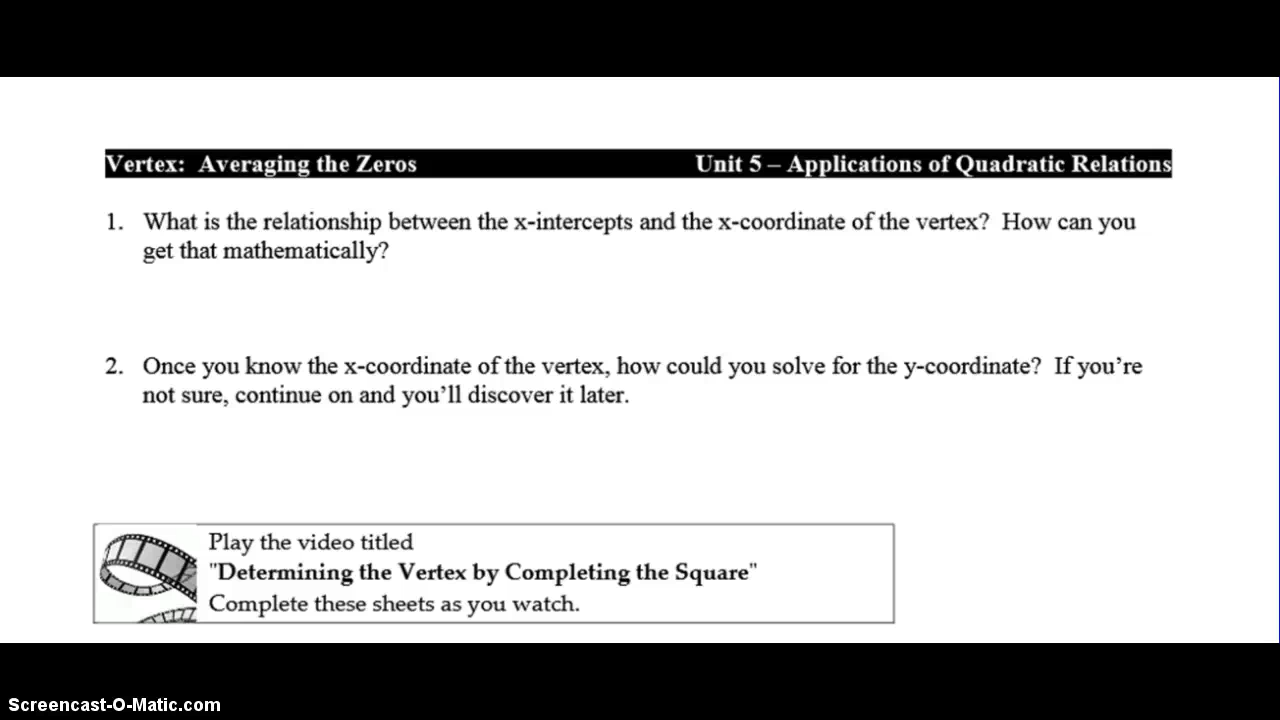 Vertex: Averaging the Zeros Unit 5 – Applications of Quadratic Relations
1. What is the relationship between the x-intercepts and the x-coordinate of the vertex? How can you
get that mathematically?
2. Once you know the x-coordinate of the vertex, how could you solve for the y-coordinate? If you’re
not sure, continue on and you’ll discover it later.
Play the video titled
"Determining the Vertex by Completing the Square"
Complete these sheets as you watch.
Screencast-O-Matic.com